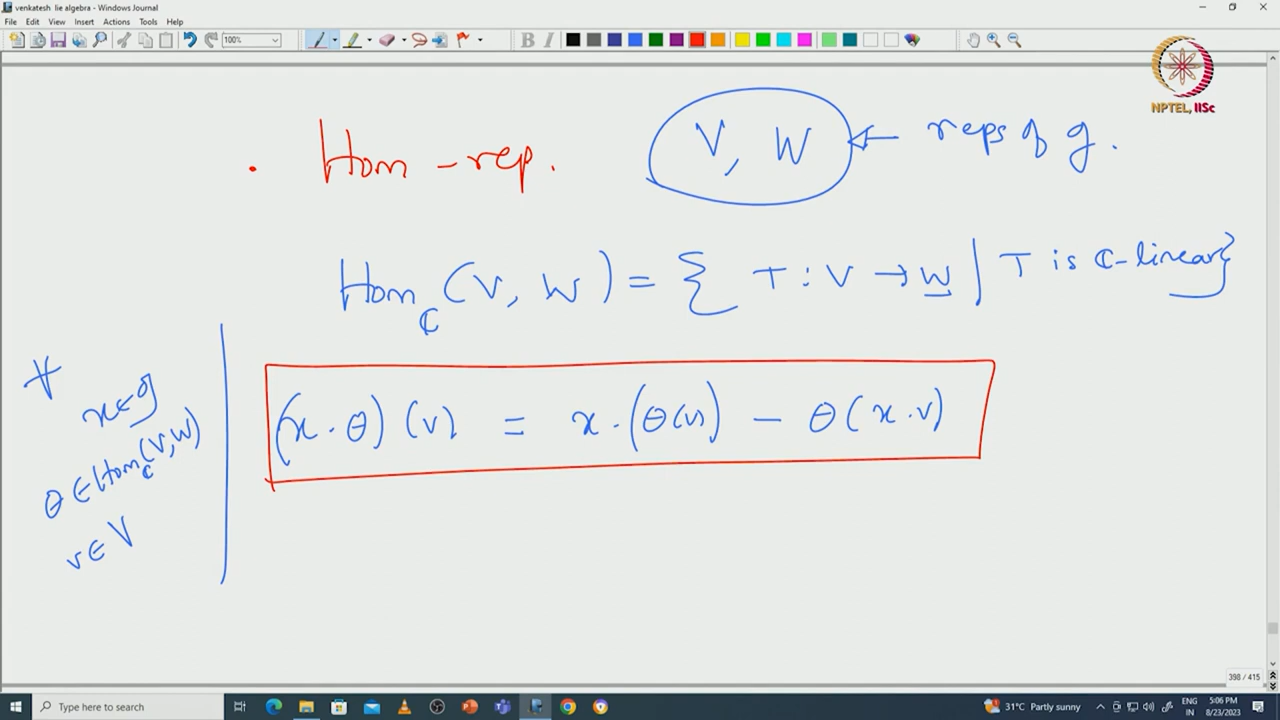 venkatesh lie algebra - Windows Journal
File Edit View Insert Actions Tools Help
100%
B I
NPTEL, IISc
· Hom - rep. V, W ← reps of g.
Hom_ℂ (V, W) = { T : V → W | T is ℂ-linear}
∀
x ∈ g
θ ∈ Hom_ℂ (V, W)
v ∈ V
(x · θ) (v) = x · (θ(v)) − θ(x · v)
398 / 415
Type here to search
31°C Partly sunny
ENG
IN
5:06 PM
8/23/2023